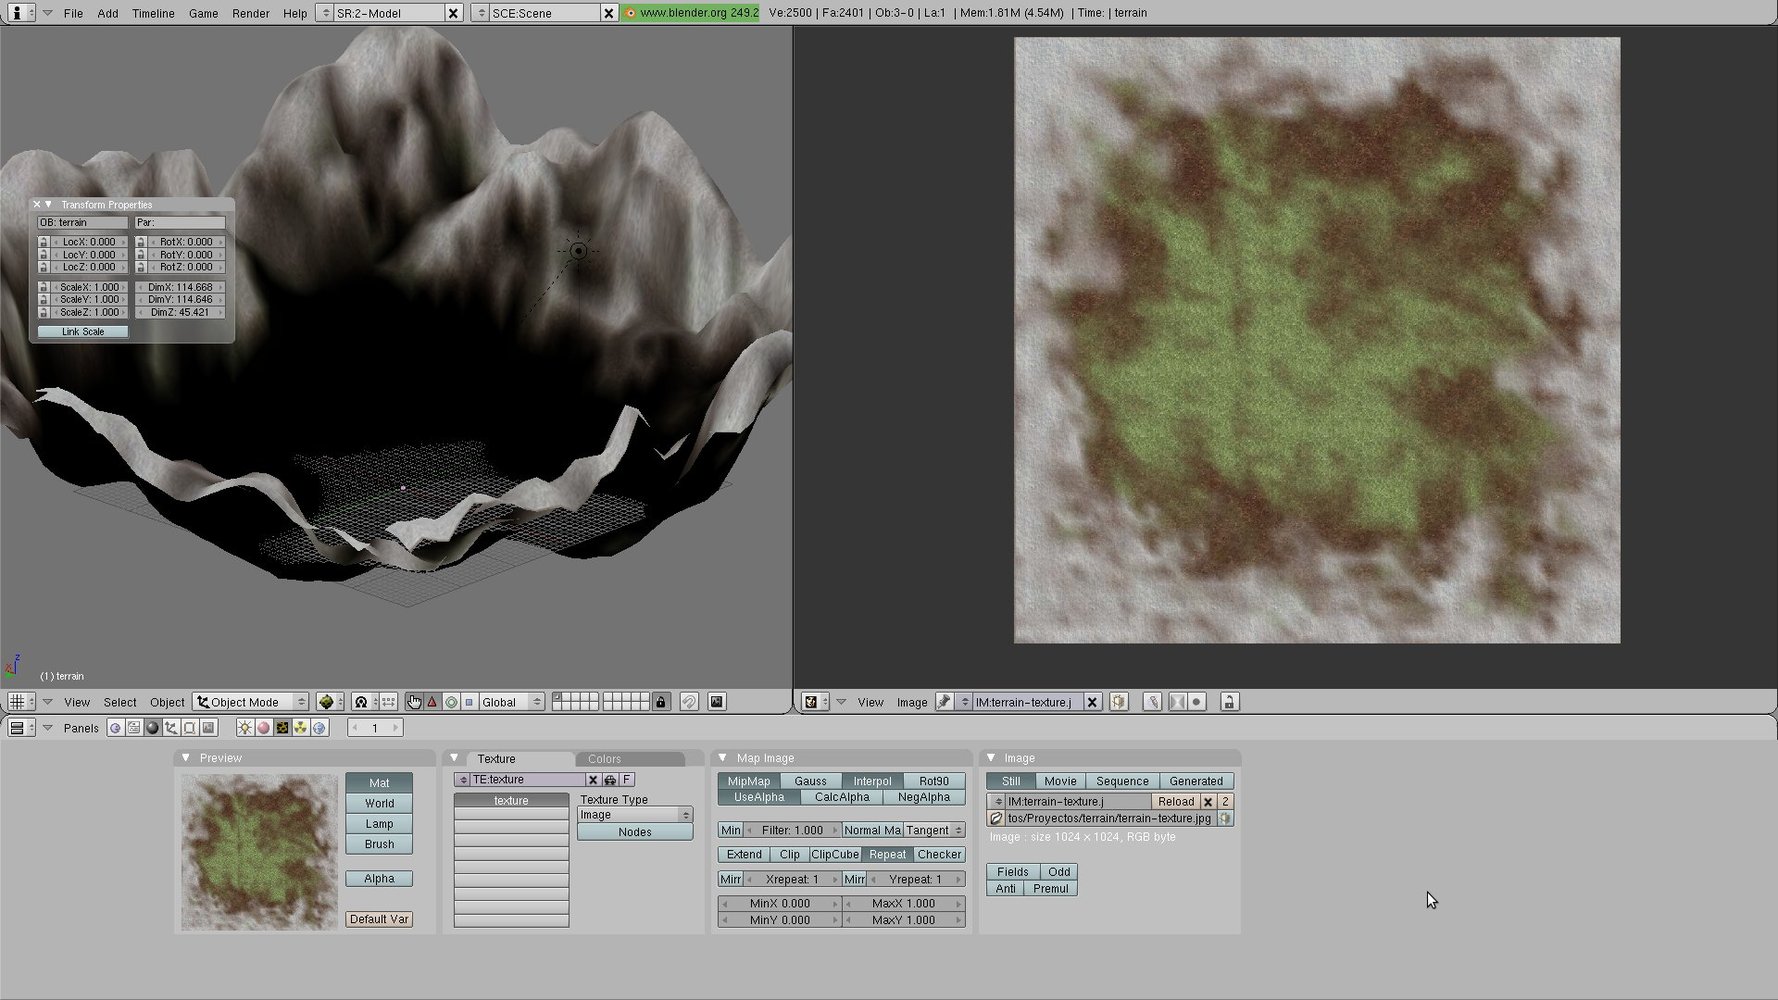 File Add Timeline Game Render Help SR:2-Model SCE:Scene www.blender.org 249.2 Ve:2500 | Fa:2401 | Ob:3-0 | La:1 | Mem:1.81M (4.54M) | Time: | terrain
Transform Properties
OB: terrain Par:
LocX: 0.000 RotX: 0.000
LocY: 0.000 RotY: 0.000
LocZ: 0.000 RotZ: 0.000
ScaleX: 1.000 DimX: 114.668
ScaleY: 1.000 DimY: 114.646
ScaleZ: 1.000 DimZ: 45.421
Link Scale
z
x
(1) terrain
View Select Object Object Mode Global
View Image IM:terrain-texture.j
Panels 1
Preview
Mat
World
Lamp
Brush
Alpha
Default Var
Texture Colors
TE:texture F
texture
Texture Type
Image
Nodes
Map Image
MipMap Gauss Interpol Rot90
UseAlpha CalcAlpha NegAlpha
Min Filter: 1.000 Normal Ma Tangent
Extend Clip ClipCube Repeat Checker
Mirr Xrepeat: 1 Mirr Yrepeat: 1
MinX 0.000 MaxX 1.000
MinY 0.000 MaxY 1.000
Image
Still Movie Sequence Generated
IM:terrain-texture.j Reload 2
tos/Proyectos/terrain/terrain-texture.jpg
Image : size 1024 x 1024, RGB byte
Fields Odd
Anti Premul